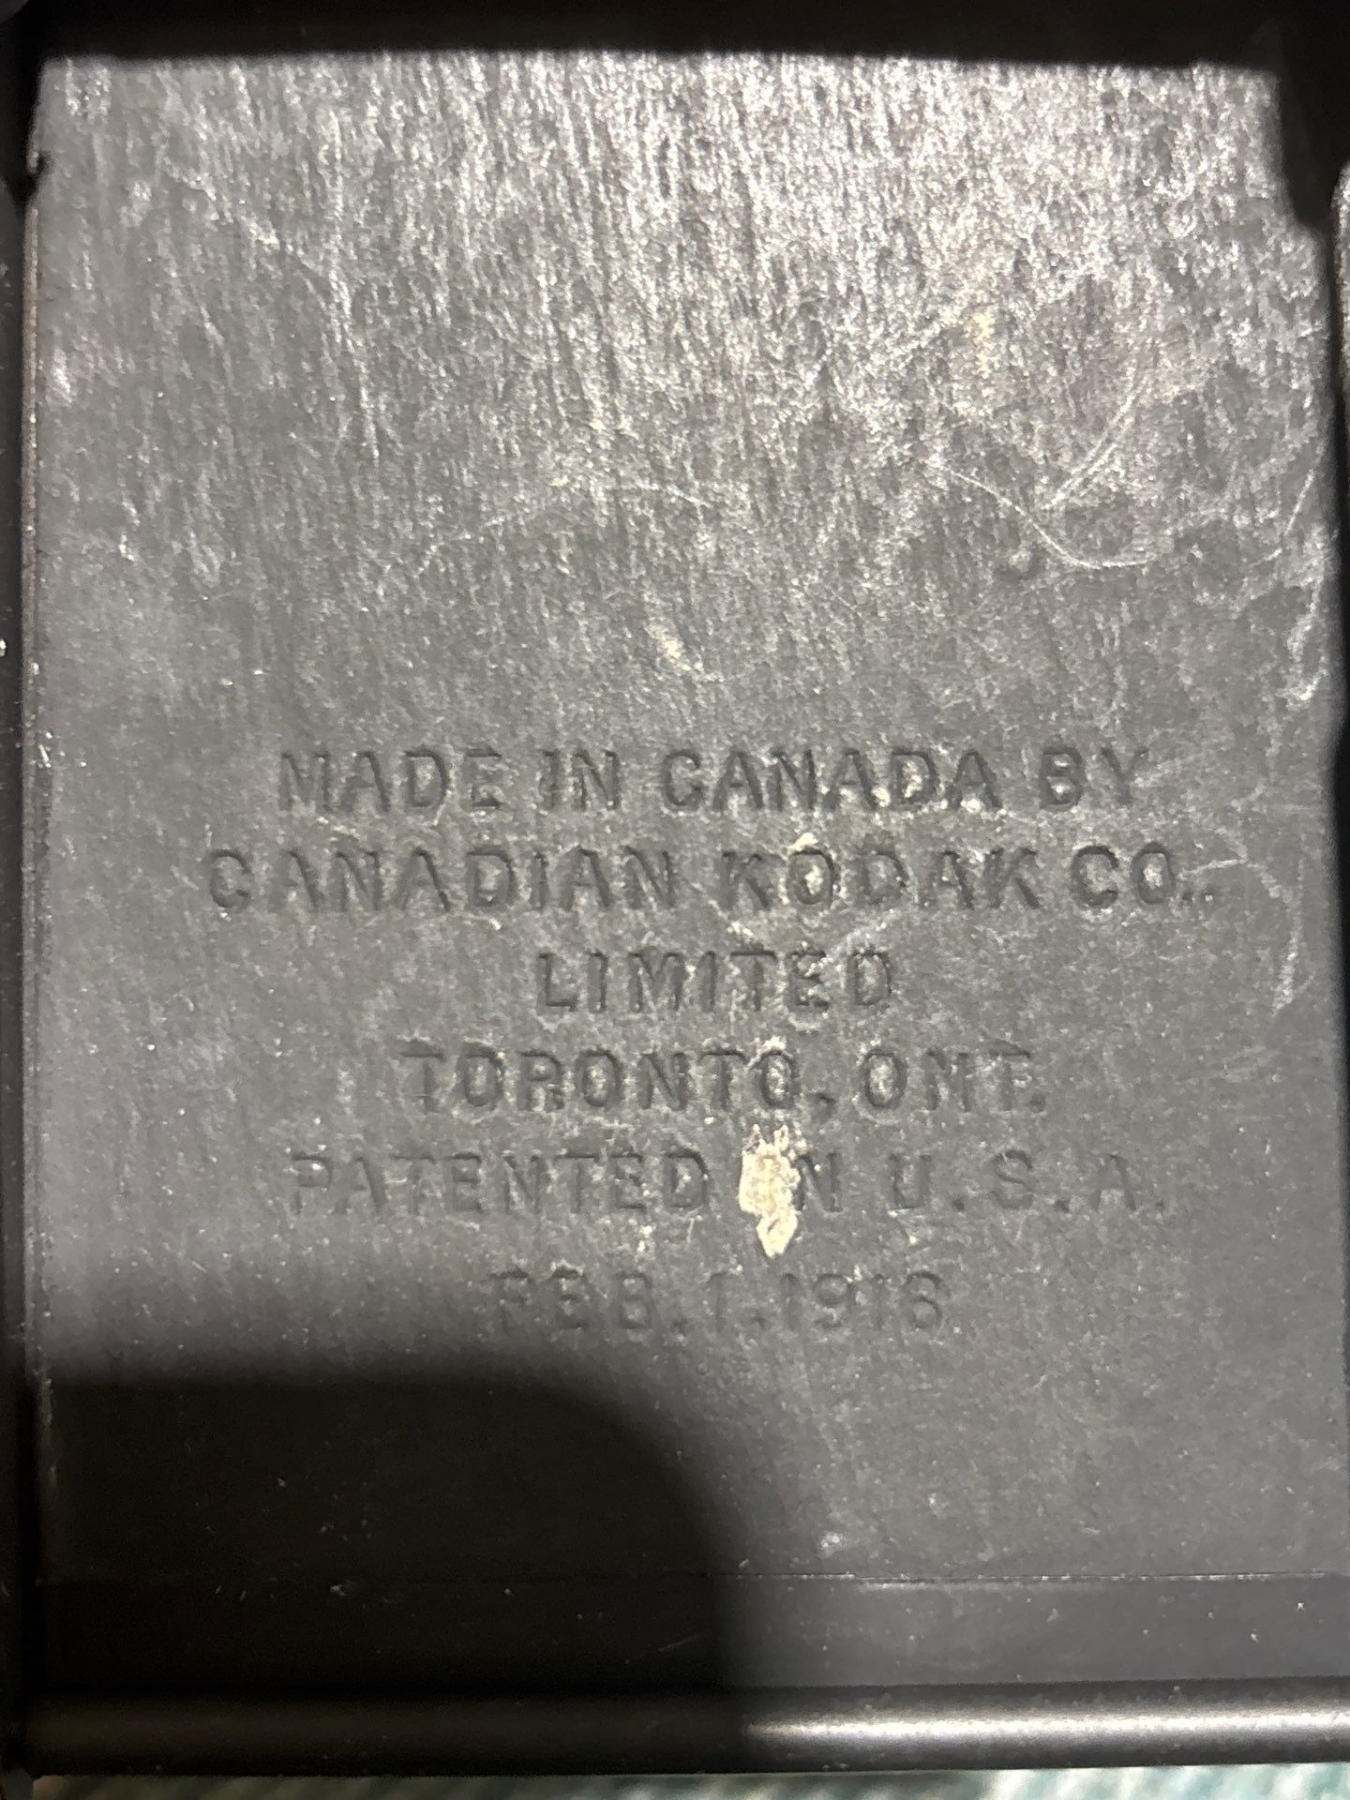 MADE IN CANADA BY
CANADIAN KODAK CO.,
LIMITED
TORONTO, ONT.
PATENTED IN U.S.A.
FEB.1.1916